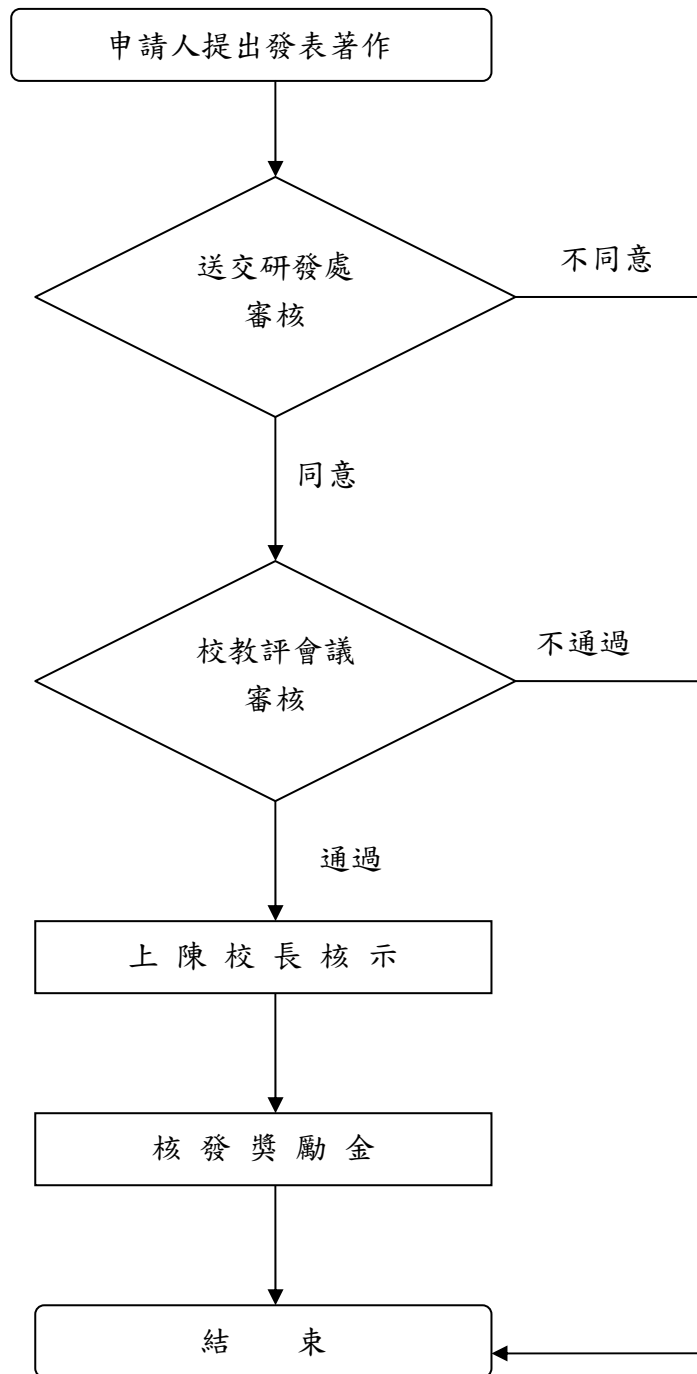 申請人提出發表著作
送交研發處
審核
不同意
同意
校教評會議
審核
不通過
通過
上陳校長核示
核發獎勵金
結 束